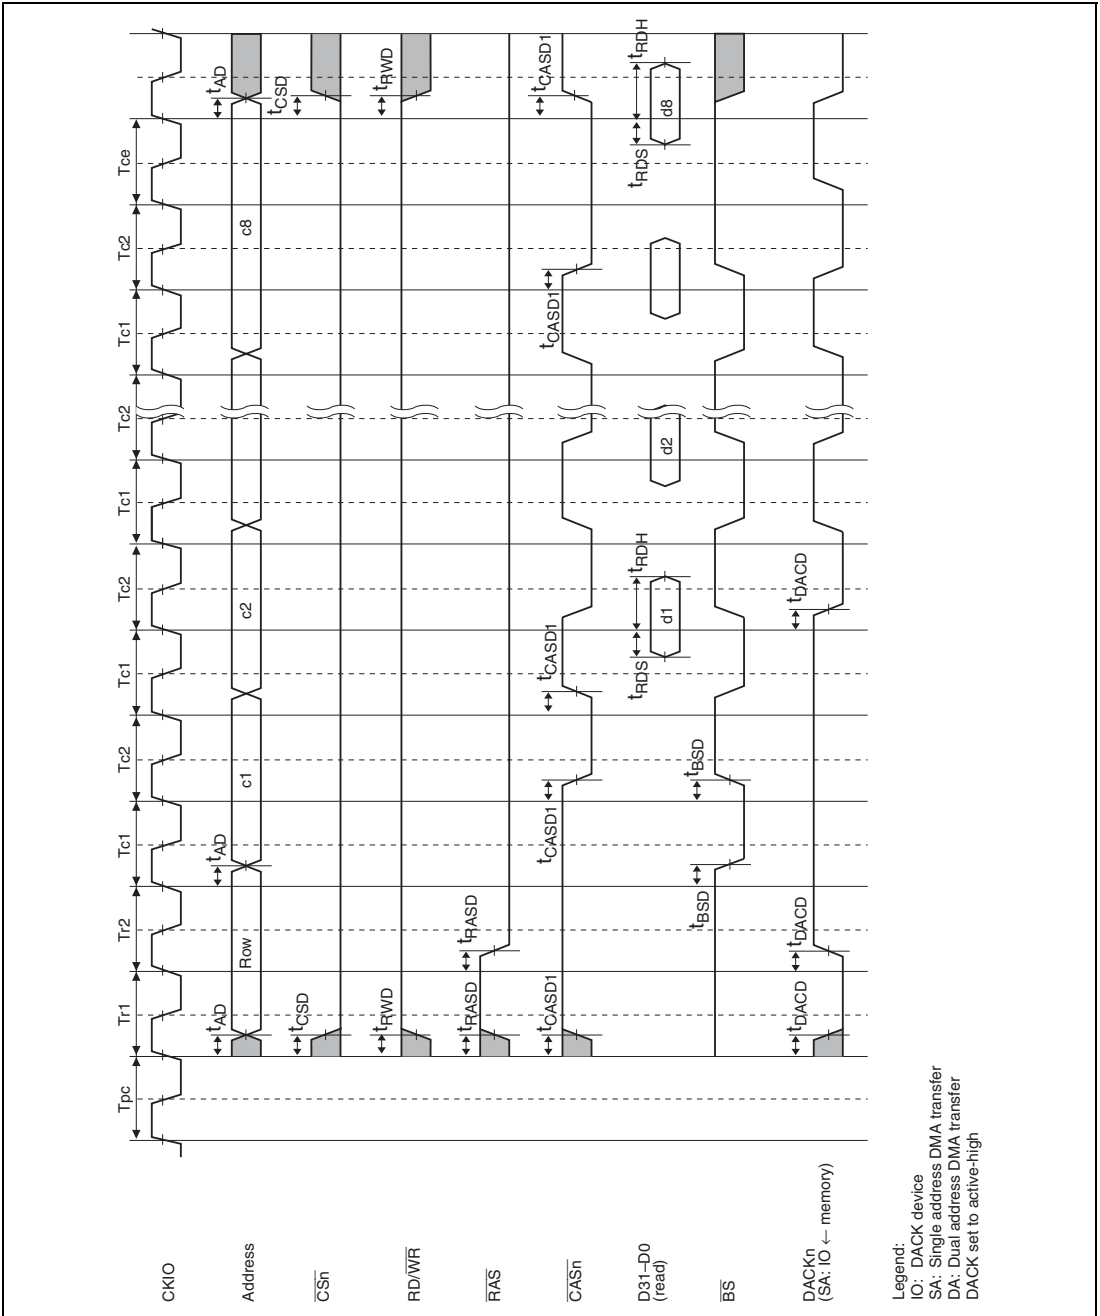 Tpc Tr1 Tr2 Tc1 Tc2 Tc1 Tc2 Tc1 Tc2 Tc1 Tc2 Tce
CKIO
tAD tAD tAD
Address Row c1 c2 c8
tCSD tCSD
CSn
tRWD tRWD
RD/WR
tRASD tRASD
RAS
tCASD1 tCASD1 tCASD1 tCASD1 tCASD1
CASn
tRDS tRDH tRDS tRDH
D31–D0
(read)
d1 d2 d8
tBSD tBSD
BS
tDACD tDACD tDACD
DACKn
(SA: IO ← memory)
Legend:
IO: DACK device
SA: Single address DMA transfer
DA: Dual address DMA transfer
DACK set to active-high